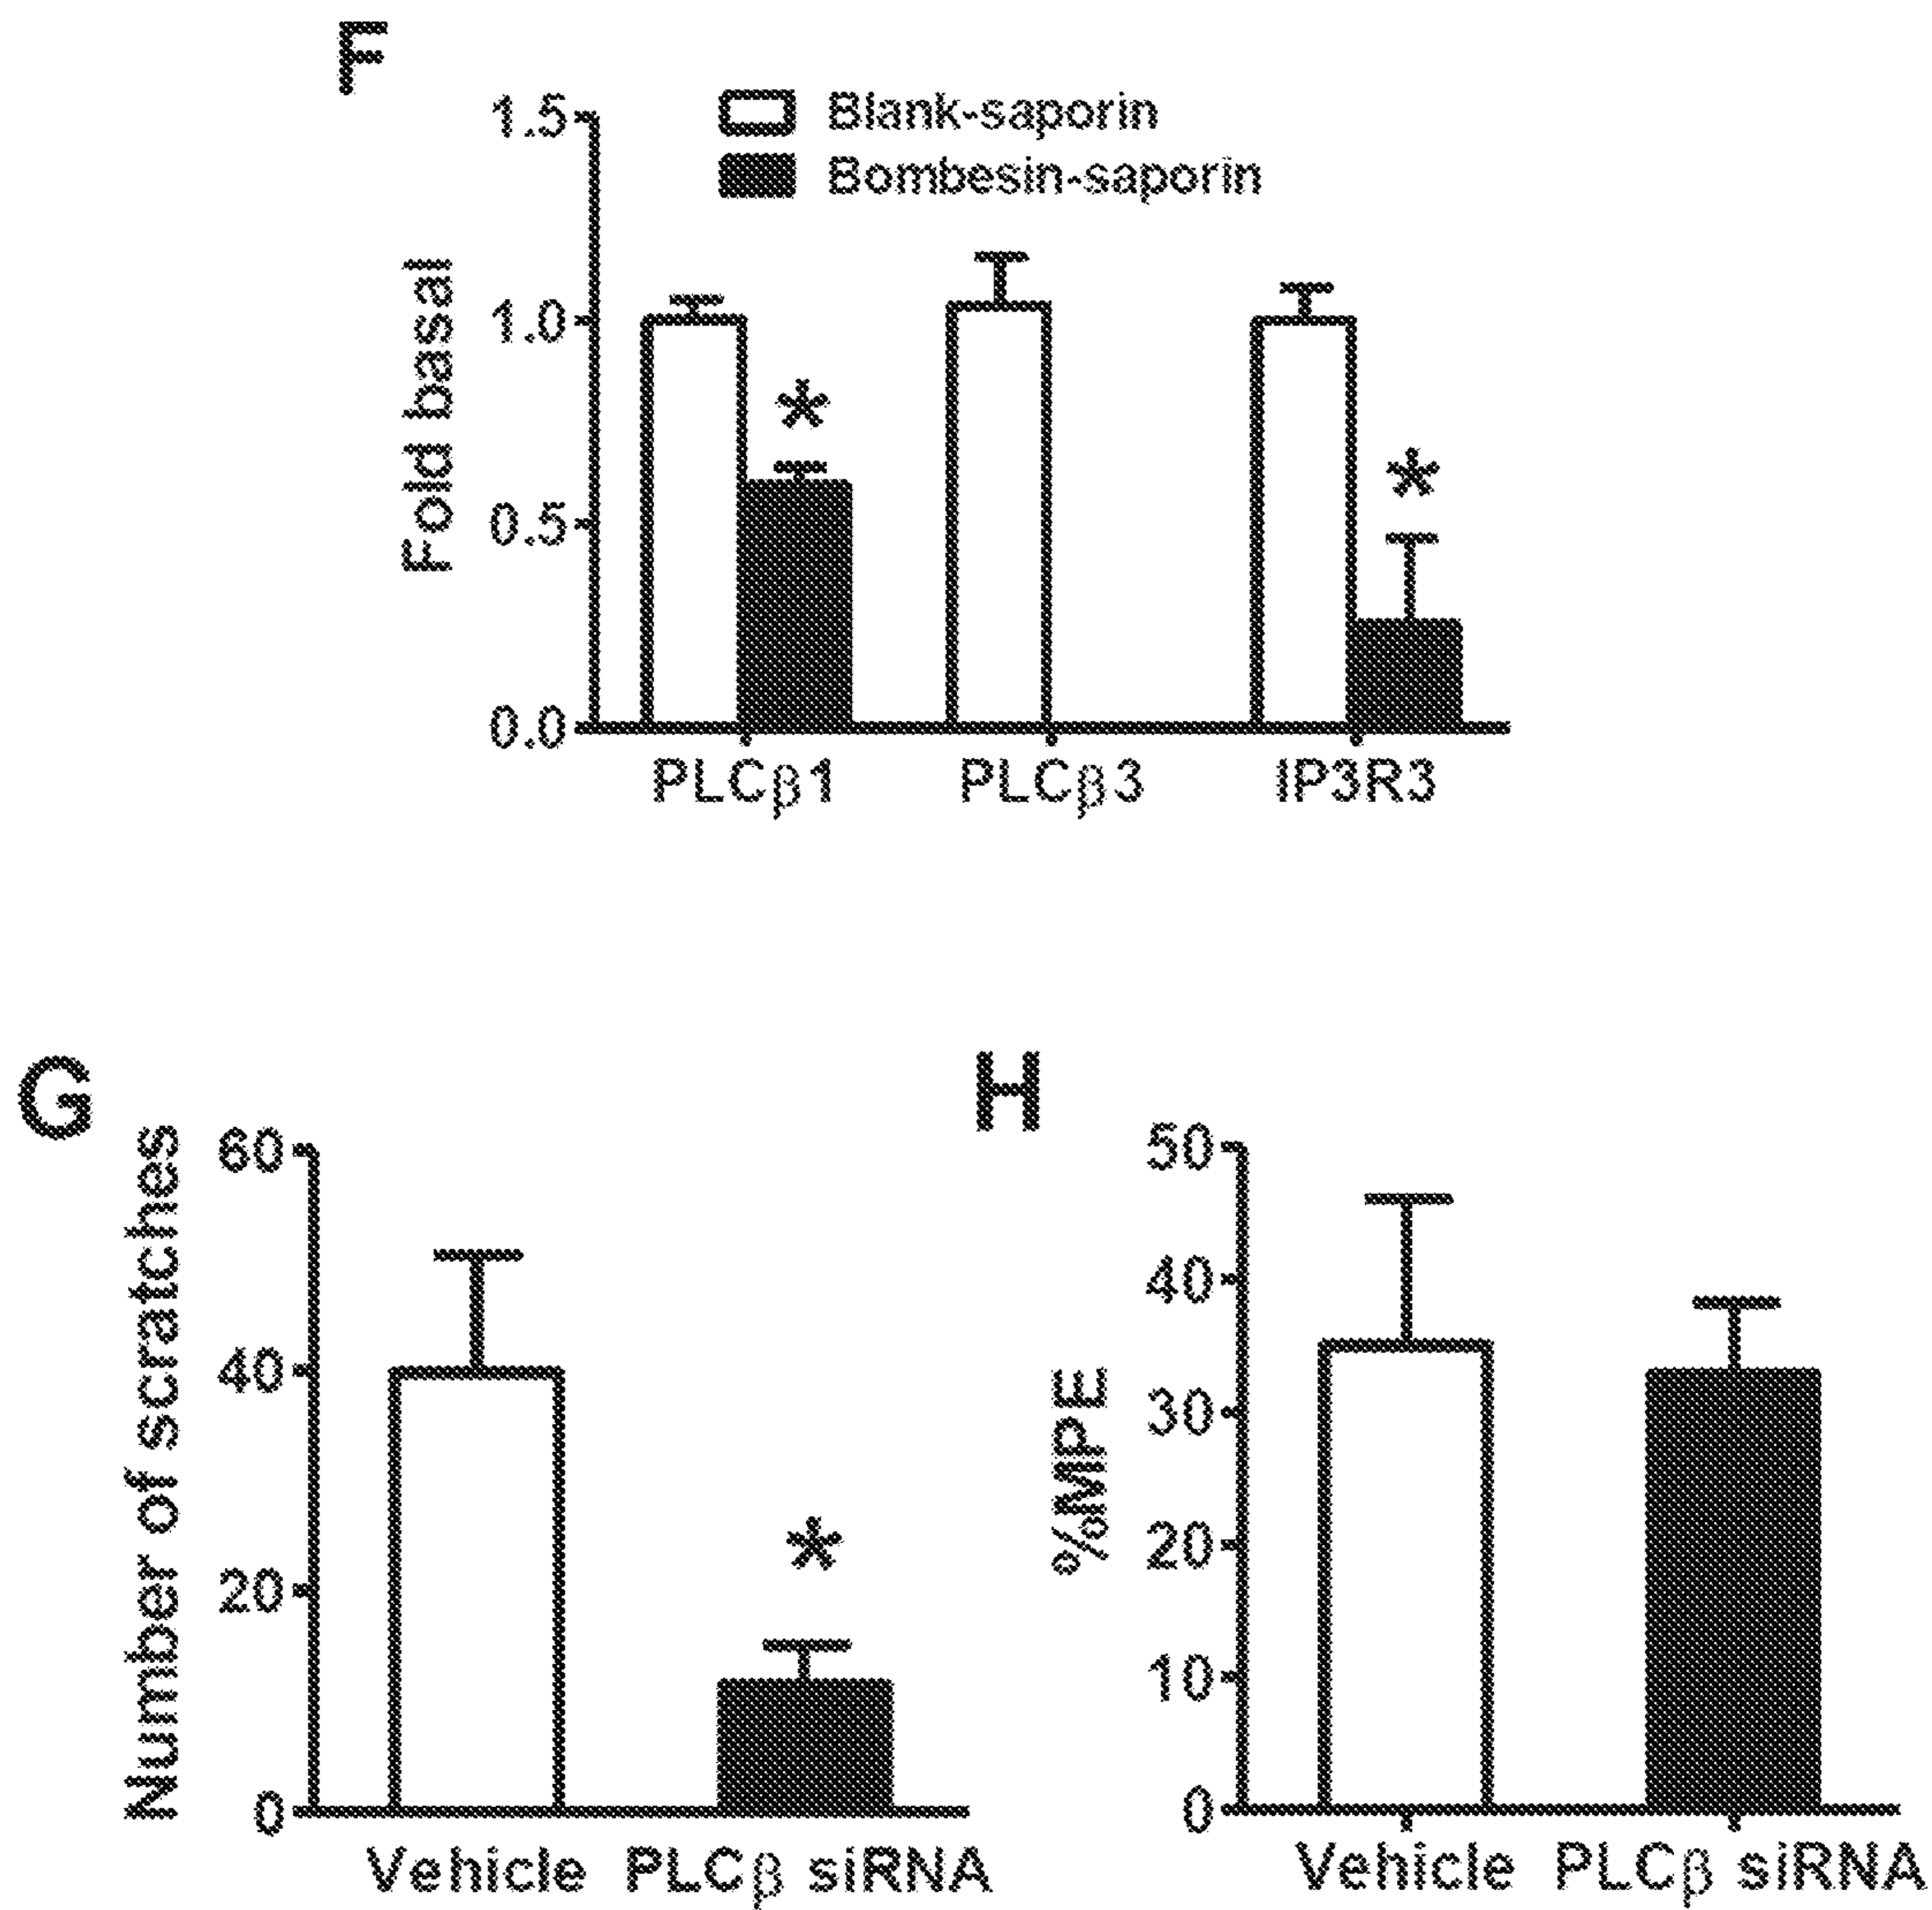 F
Blank-saporin
Bombesin-saporin
Fold basal
1.5
1.0
0.5
0.0
PLCβ1 PLCβ3 IP3R3
*
*
G
Number of scratches
60
40
20
0
*
Vehicle PLCβ siRNA
H
%MPE
50
40
30
20
10
0
Vehicle PLCβ siRNA